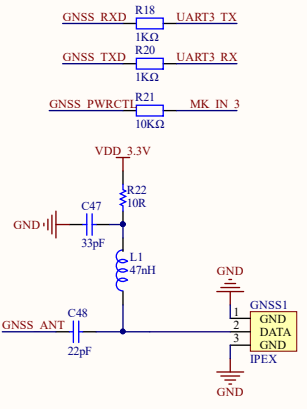 R18
GNSS_RXD UART3_TX
1KΩ
R20
GNSS_TXD UART3_RX
1KΩ
R21
GNSS_PWRCTL MK_IN_3
10KΩ
VDD_3.3V
R22
10R
C47
GND
33pF
L1
47nH
GND
GNSS1
1 GND
2 DATA
3 GND
IPEX
C48
GNSS_ANT
22pF
GND